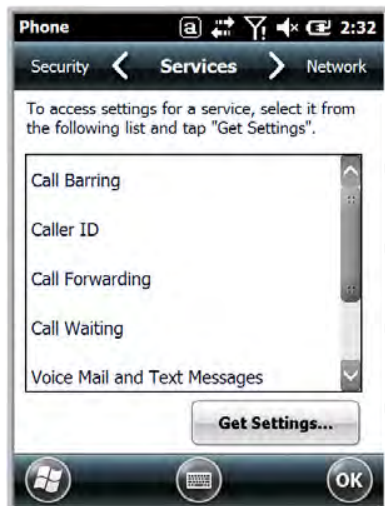 Phone a 2:32
Security Services Network
To access settings for a service, select it from
the following list and tap "Get Settings".
Call Barring
Caller ID
Call Forwarding
Call Waiting
Voice Mail and Text Messages
Get Settings...
OK